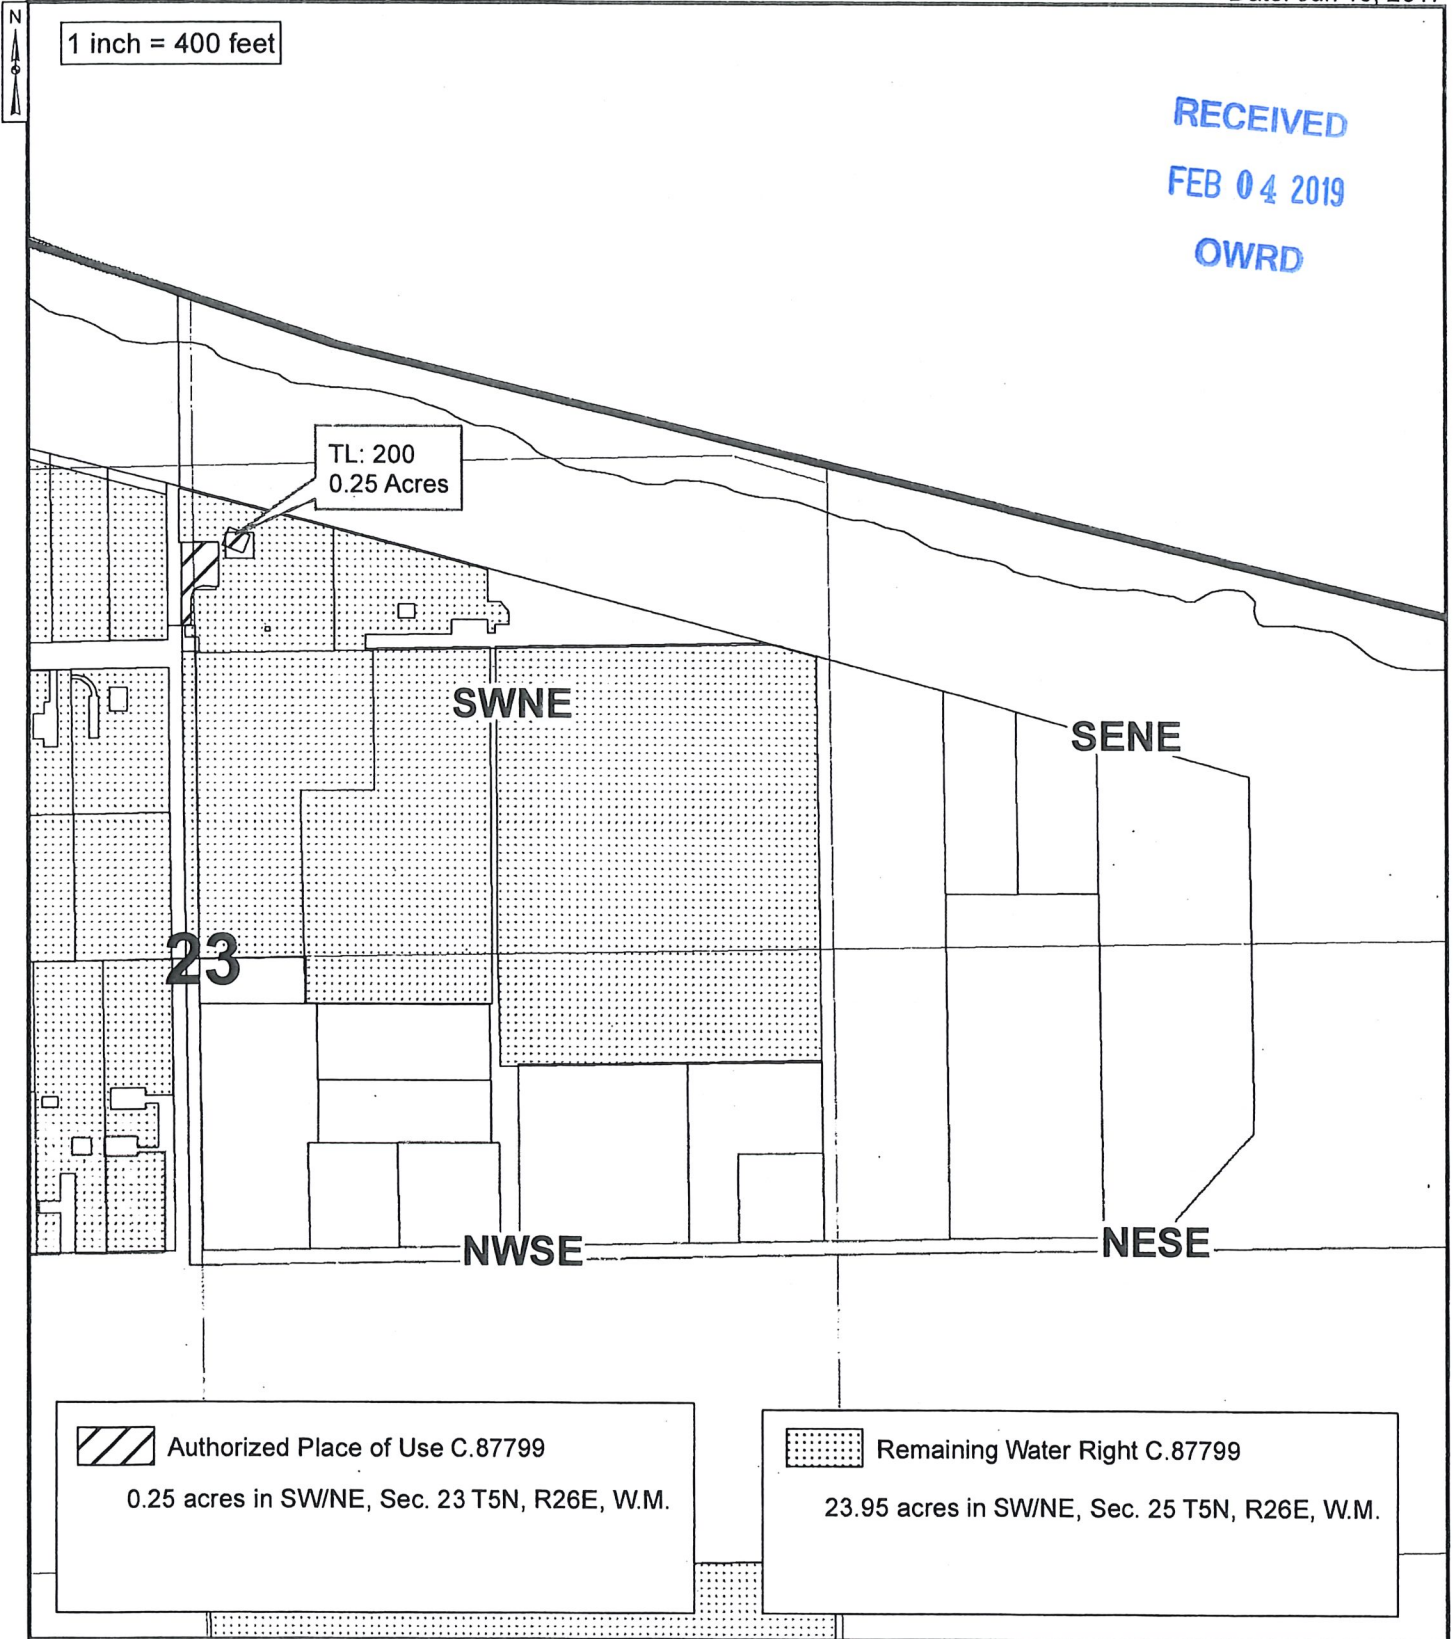 N
1 inch = 400 feet
RECEIVED
FEB 04 2019
OWRD
TL: 200
0.25 Acres
SWNE
SENE
23
NWSE
NESE
Authorized Place of Use C.87799
0.25 acres in SW/NE, Sec. 23 T5N, R26E, W.M.
Remaining Water Right C.87799
23.95 acres in SW/NE, Sec. 25 T5N, R26E, W.M.